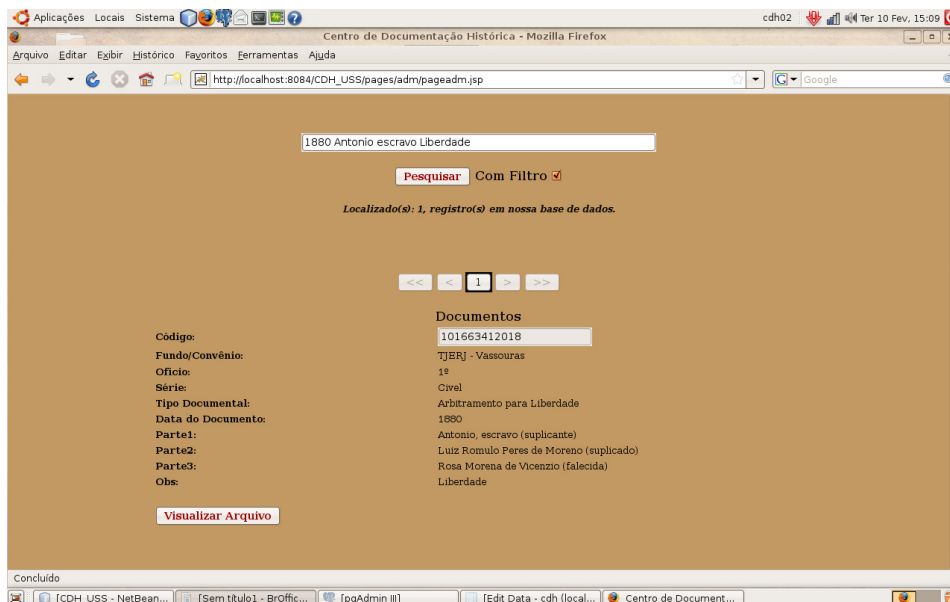 Aplicações Locais Sistema cdh02 Ter 10 Fev, 15:09
Centro de Documentação Histórica - Mozilla Firefox
Arquivo Editar Exibir Histórico Favoritos Ferramentas Ajuda
http://localhost:8084/CDH_USS/pages/adm/pageadm.jsp G Google
1880 Antonio escravo Liberdade
Pesquisar Com Filtro
Localizado(s): 1, registro(s) em nossa base de dados.
<< < 1 > >>
Documentos
Código: 101663412018
Fundo/Convênio: TJERJ - Vassouras
Ofício: 1º
Série: Civel
Tipo Documental: Arbitramento para Liberdade
Data do Documento: 1880
Parte1: Antonio, escravo (suplicante)
Parte2: Luiz Romulo Peres de Moreno (suplicado)
Parte3: Rosa Morena de Vicenzio (falecida)
Obs: Liberdade
Visualizar Arquivo
Concluído
[CDH_USS - NetBean... [Sem título1 - BrOffic... [pgAdmin III] [Edit Data - cdh (local... Centro de Document...